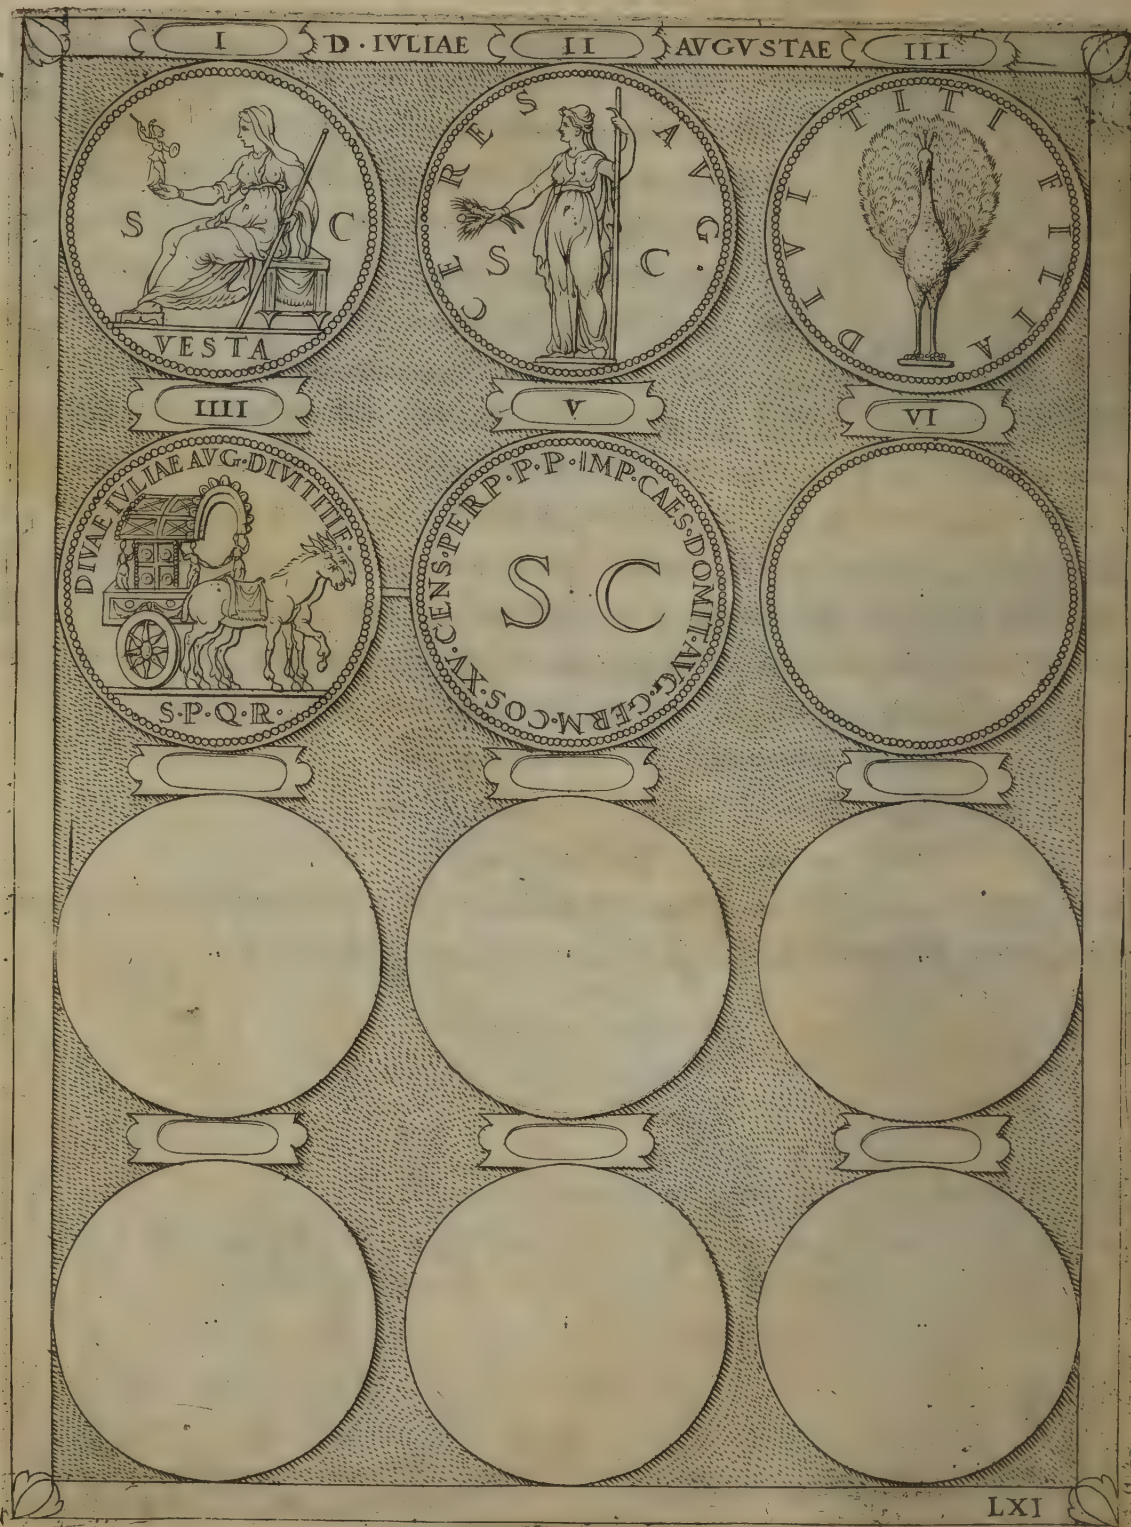 I D·IVLIAE II AVGVSTAE III
S C
VESTA
CERES AVG·
S C
DIVI TITI FILIA
IIII V VI
DIVAE IVLIAE AVG·DIVI TITI F·
S·P·Q·R·
IMP·CAES·DOMIT·AVG·GERM·COS·XV·CENS·PERP·P·P·
S C
LXI